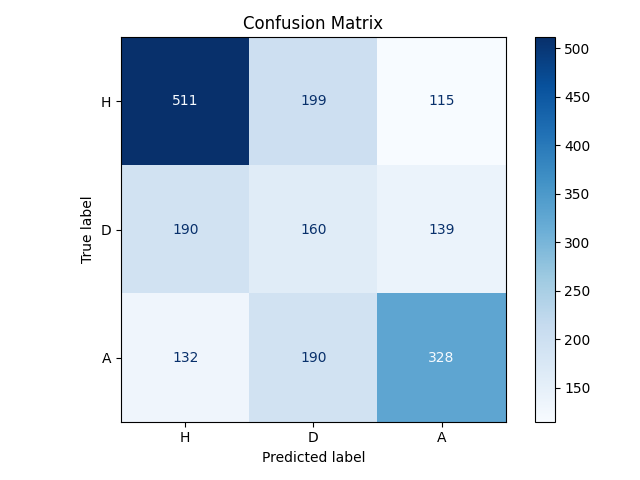 Confusion Matrix
H 511 199 115
D 190 160 139
A 132 190 328
H D A
Predicted label
True label
500
450
400
350
300
250
200
150